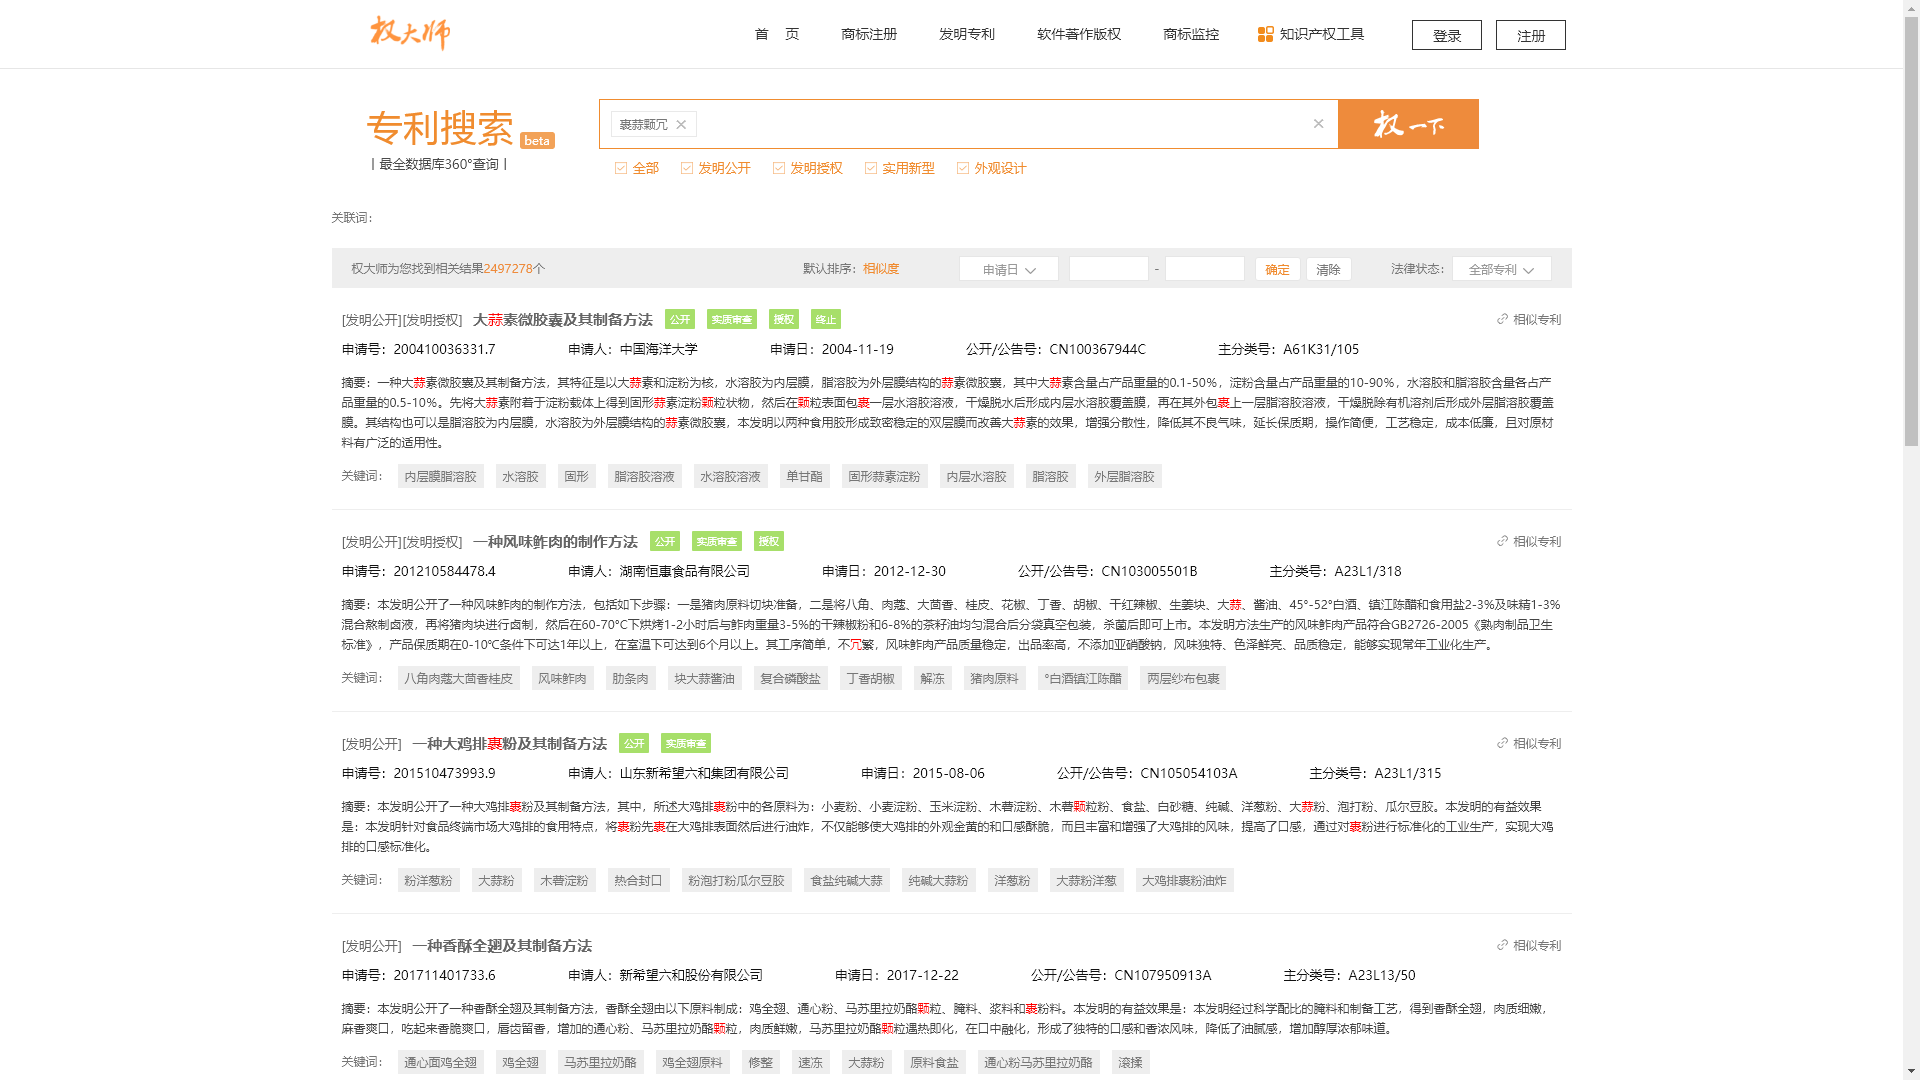 权大师
首 页 商标注册 发明专利 软件著作版权 商标监控 知识产权工具 登录 注册
专利搜索 beta
丨最全数据库360°查询丨
裹蒜颗冗 × × 权一下
全部 发明公开 发明授权 实用新型 外观设计
关联词：
权大师为您找到相关结果2497278个 默认排序：相似度 申请日 - 确定 清除 法律状态： 全部专利
[发明公开][发明授权] 大蒜素微胶囊及其制备方法 公开 实质审查 授权 终止 相似专利
申请号：200410036331.7 申请人：中国海洋大学 申请日：2004-11-19 公开/公告号：CN100367944C 主分类号：A61K31/105
摘要：一种大蒜素微胶囊及其制备方法，其特征是以大蒜素和淀粉为核，水溶胶为内层膜，脂溶胶为外层膜结构的蒜素微胶囊，其中大蒜素含量占产品重量的0.1-50%，淀粉含量占产品重量的10-90%，水溶胶和脂溶胶含量各占产
品重量的0.5-10%。先将大蒜素附着于淀粉载体上得到固形蒜素淀粉颗粒状物，然后在颗粒表面包裹一层水溶胶溶液，干燥脱水后形成内层水溶胶覆盖膜，再在其外包裹上一层脂溶胶溶液，干燥脱除有机溶剂后形成外层脂溶胶覆盖
膜。其结构也可以是脂溶胶为内层膜，水溶胶为外层膜结构的蒜素微胶囊，本发明以两种食用胶形成致密稳定的双层膜而改善大蒜素的效果，增强分散性，降低其不良气味，延长保质期，操作简便，工艺稳定，成本低廉，且对原材
料有广泛的适用性。
关键词： 内层膜脂溶胶 水溶胶 固形 脂溶胶溶液 水溶胶溶液 单甘酯 固形蒜素淀粉 内层水溶胶 脂溶胶 外层脂溶胶
[发明公开][发明授权] 一种风味鲊肉的制作方法 公开 实质审查 授权 相似专利
申请号：201210584478.4 申请人：湖南恒惠食品有限公司 申请日：2012-12-30 公开/公告号：CN103005501B 主分类号：A23L1/318
摘要：本发明公开了一种风味鲊肉的制作方法，包括如下步骤：一是猪肉原料切块准备，二是将八角、肉蔻、大茴香、桂皮、花椒、丁香、胡椒、干红辣椒、生姜块、大蒜、酱油、45°-52°白酒、镇江陈醋和食用盐2-3%及味精1-3%
混合熬制卤液，再将猪肉块进行卤制，然后在60-70°C下烘烤1-2小时后与鲊肉重量3-5%的干辣椒粉和6-8%的茶籽油均匀混合后分袋真空包装，杀菌后即可上市。本发明方法生产的风味鲊肉产品符合GB2726-2005《熟肉制品卫生
标准》，产品保质期在0-10℃条件下可达1年以上，在室温下可达到6个月以上。其工序简单，不冗繁，风味鲊肉产品质量稳定，出品率高，不添加亚硝酸钠，风味独特、色泽鲜亮、品质稳定，能够实现常年工业化生产。
关键词： 八角肉蔻大茴香桂皮 风味鲊肉 肋条肉 块大蒜酱油 复合磷酸盐 丁香胡椒 解冻 猪肉原料 °白酒镇江陈醋 两层纱布包裹
[发明公开] 一种大鸡排裹粉及其制备方法 公开 实质审查 相似专利
申请号：201510473993.9 申请人：山东新希望六和集团有限公司 申请日：2015-08-06 公开/公告号：CN105054103A 主分类号：A23L1/315
摘要：本发明公开了一种大鸡排裹粉及其制备方法，其中，所述大鸡排裹粉中的各原料为：小麦粉、小麦淀粉、玉米淀粉、木薯淀粉、木薯颗粒粉、食盐、白砂糖、纯碱、洋葱粉、大蒜粉、泡打粉、瓜尔豆胶。本发明的有益效果
是：本发明针对食品终端市场大鸡排的食用特点，将裹粉先裹在大鸡排表面然后进行油炸，不仅能够使大鸡排的外观金黄的和口感酥脆，而且丰富和增强了大鸡排的风味，提高了口感，通过对裹粉进行标准化的工业生产，实现大鸡
排的口感标准化。
关键词： 粉洋葱粉 大蒜粉 木薯淀粉 热合封口 粉泡打粉瓜尔豆胶 食盐纯碱大蒜 纯碱大蒜粉 洋葱粉 大蒜粉洋葱 大鸡排裹粉油炸
[发明公开] 一种香酥全翅及其制备方法 相似专利
申请号：201711401733.6 申请人：新希望六和股份有限公司 申请日：2017-12-22 公开/公告号：CN107950913A 主分类号：A23L13/50
摘要：本发明公开了一种香酥全翅及其制备方法，香酥全翅由以下原料制成：鸡全翅、通心粉、马苏里拉奶酪颗粒、腌料、浆料和裹粉料。本发明的有益效果是：本发明经过科学配比的腌料和制备工艺，得到香酥全翅，肉质细嫩，
麻香爽口，吃起来香脆爽口，唇齿留香，增加的通心粉、马苏里拉奶酪颗粒，肉质鲜嫩，马苏里拉奶酪颗粒遇热即化，在口中融化，形成了独特的口感和香浓风味，降低了油腻感，增加醇厚浓郁味道。
关键词： 通心面鸡全翅 鸡全翅 马苏里拉奶酪 鸡全翅原料 修整 速冻 大蒜粉 原料食盐 通心粉马苏里拉奶酪 滚揉